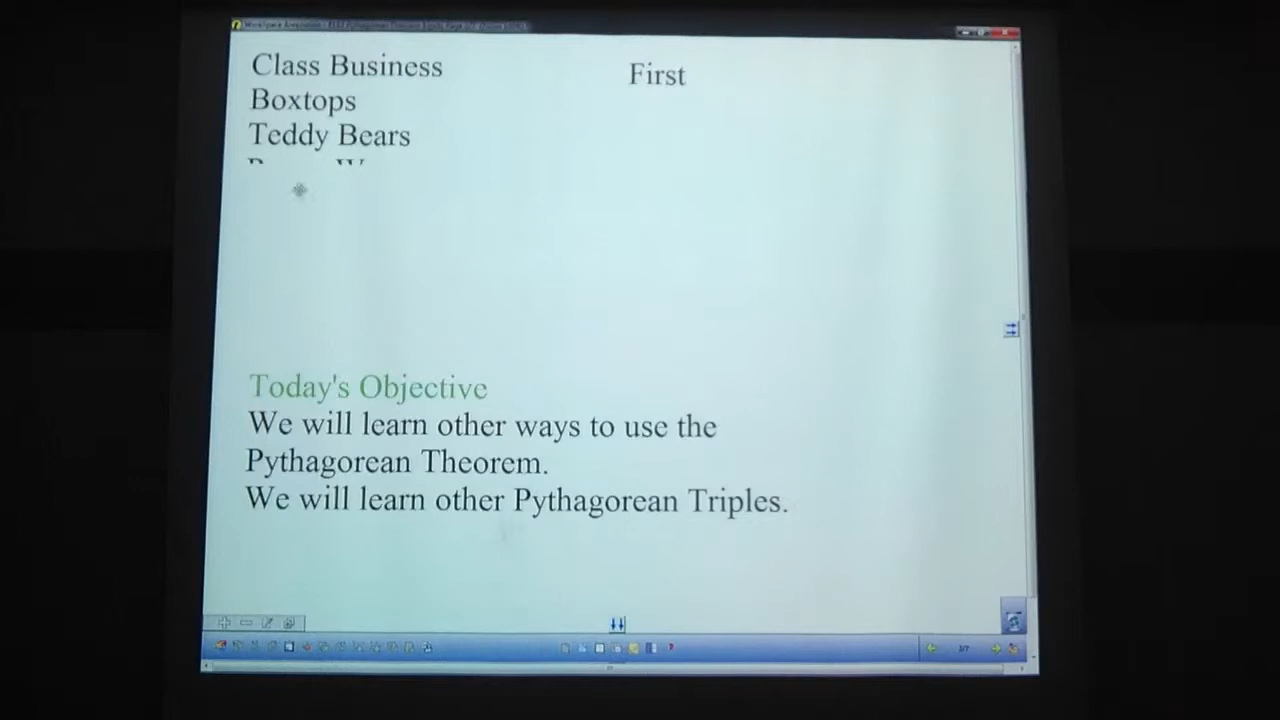 Class Business
First
Boxtops
Teddy Bears
Today's Objective
We will learn other ways to use the
Pythagorean Theorem.
We will learn other Pythagorean Triples.